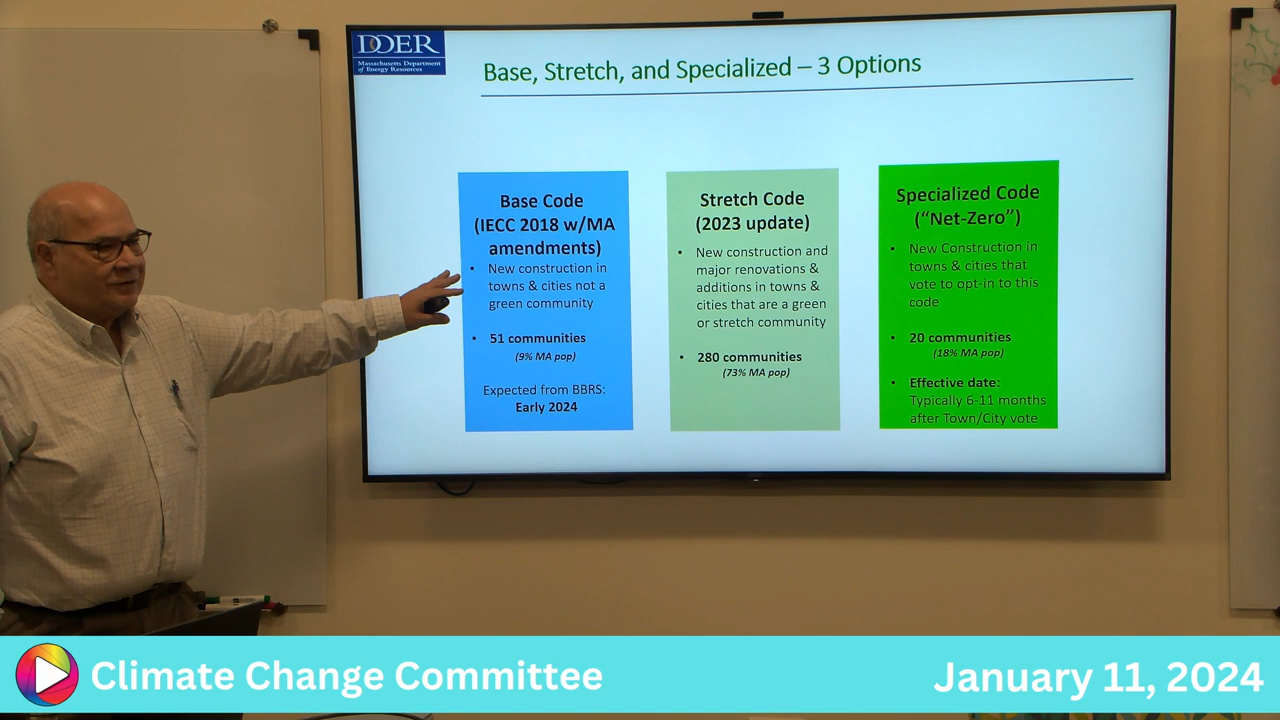 DOER
Massachusetts Department
of Energy Resources
Base, Stretch, and Specialized – 3 Options
Base Code
(IECC 2018 w/MA
amendments)
• New construction in
towns & cities not a
green community
• 51 communities
(9% MA pop)
Expected from BBRS:
Early 2024
Stretch Code
(2023 update)
• New construction and
major renovations &
additions in towns &
cities that are a green
or stretch community
• 280 communities
(73% MA pop)
Specialized Code
(“Net-Zero”)
• New Construction in
towns & cities that
vote to opt-in to this
code
• 20 communities
(18% MA pop)
• Effective date:
Typically 6-11 months
after Town/City vote
Climate Change Committee
January 11, 2024